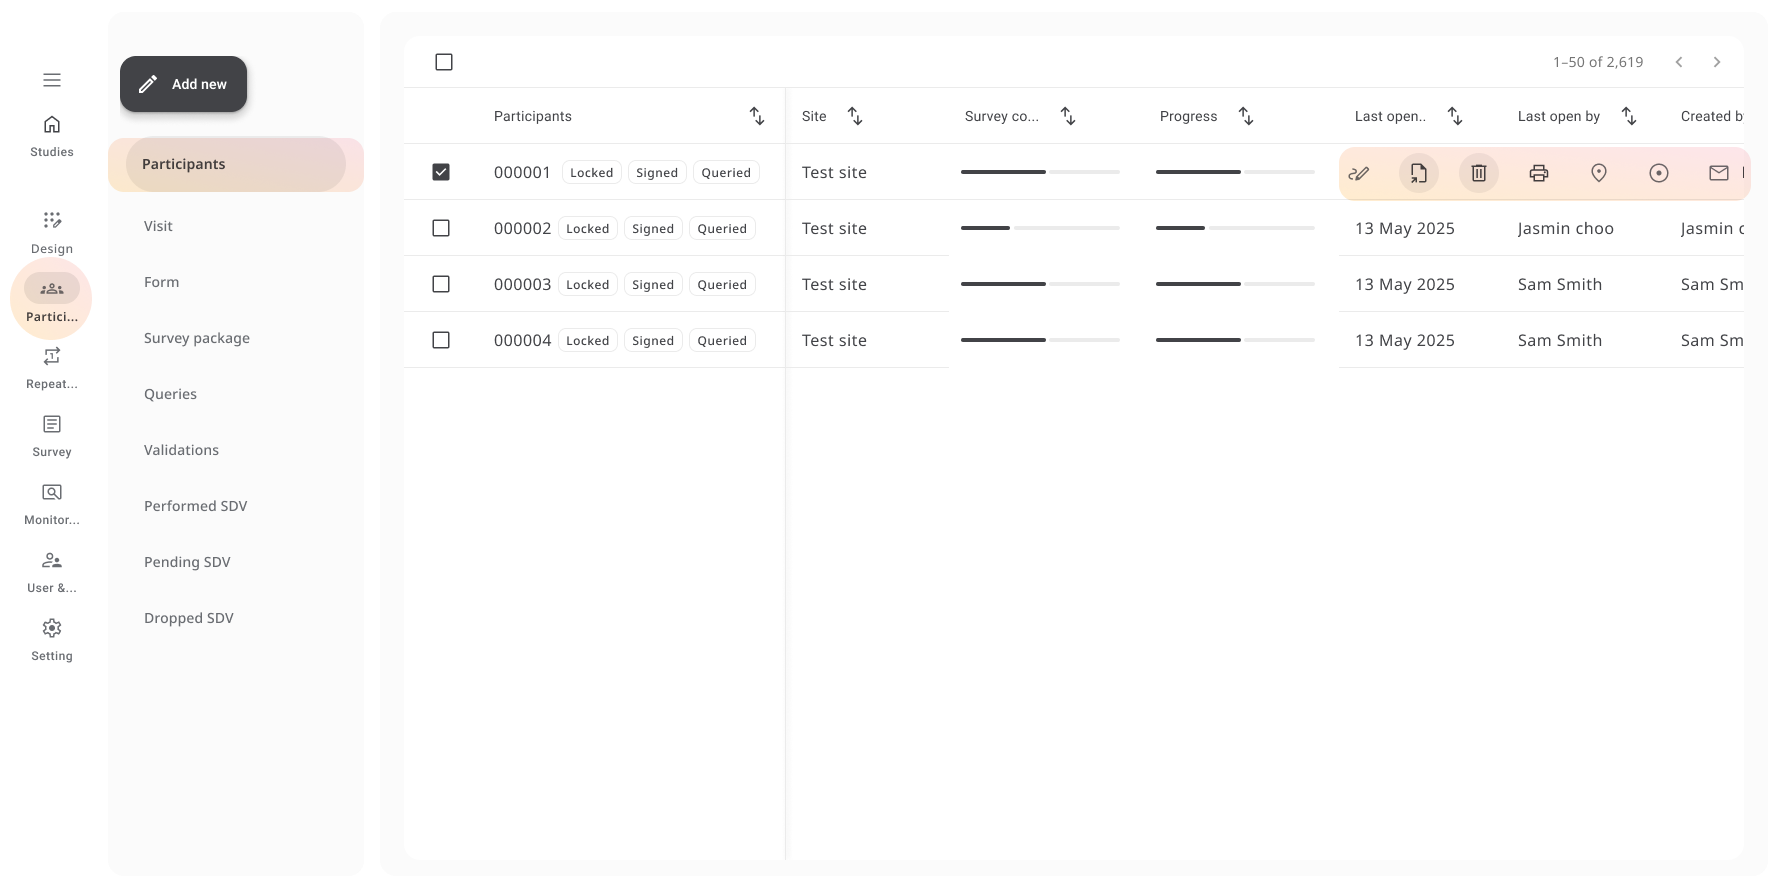 Studies
Design
Partici...
Repeat...
Survey
Monitor...
User &...
Setting
Add new
Participants
Visit
Form
Survey package
Queries
Validations
Performed SDV
Pending SDV
Dropped SDV
1–50 of 2,619
Participants Site Survey co... Progress Last open.. Last open by Created by
000001 Locked Signed Queried Test site
000002 Locked Signed Queried Test site 13 May 2025 Jasmin choo Jasmin c
000003 Locked Signed Queried Test site 13 May 2025 Sam Smith Sam Sm
000004 Locked Signed Queried Test site 13 May 2025 Sam Smith Sam Sm